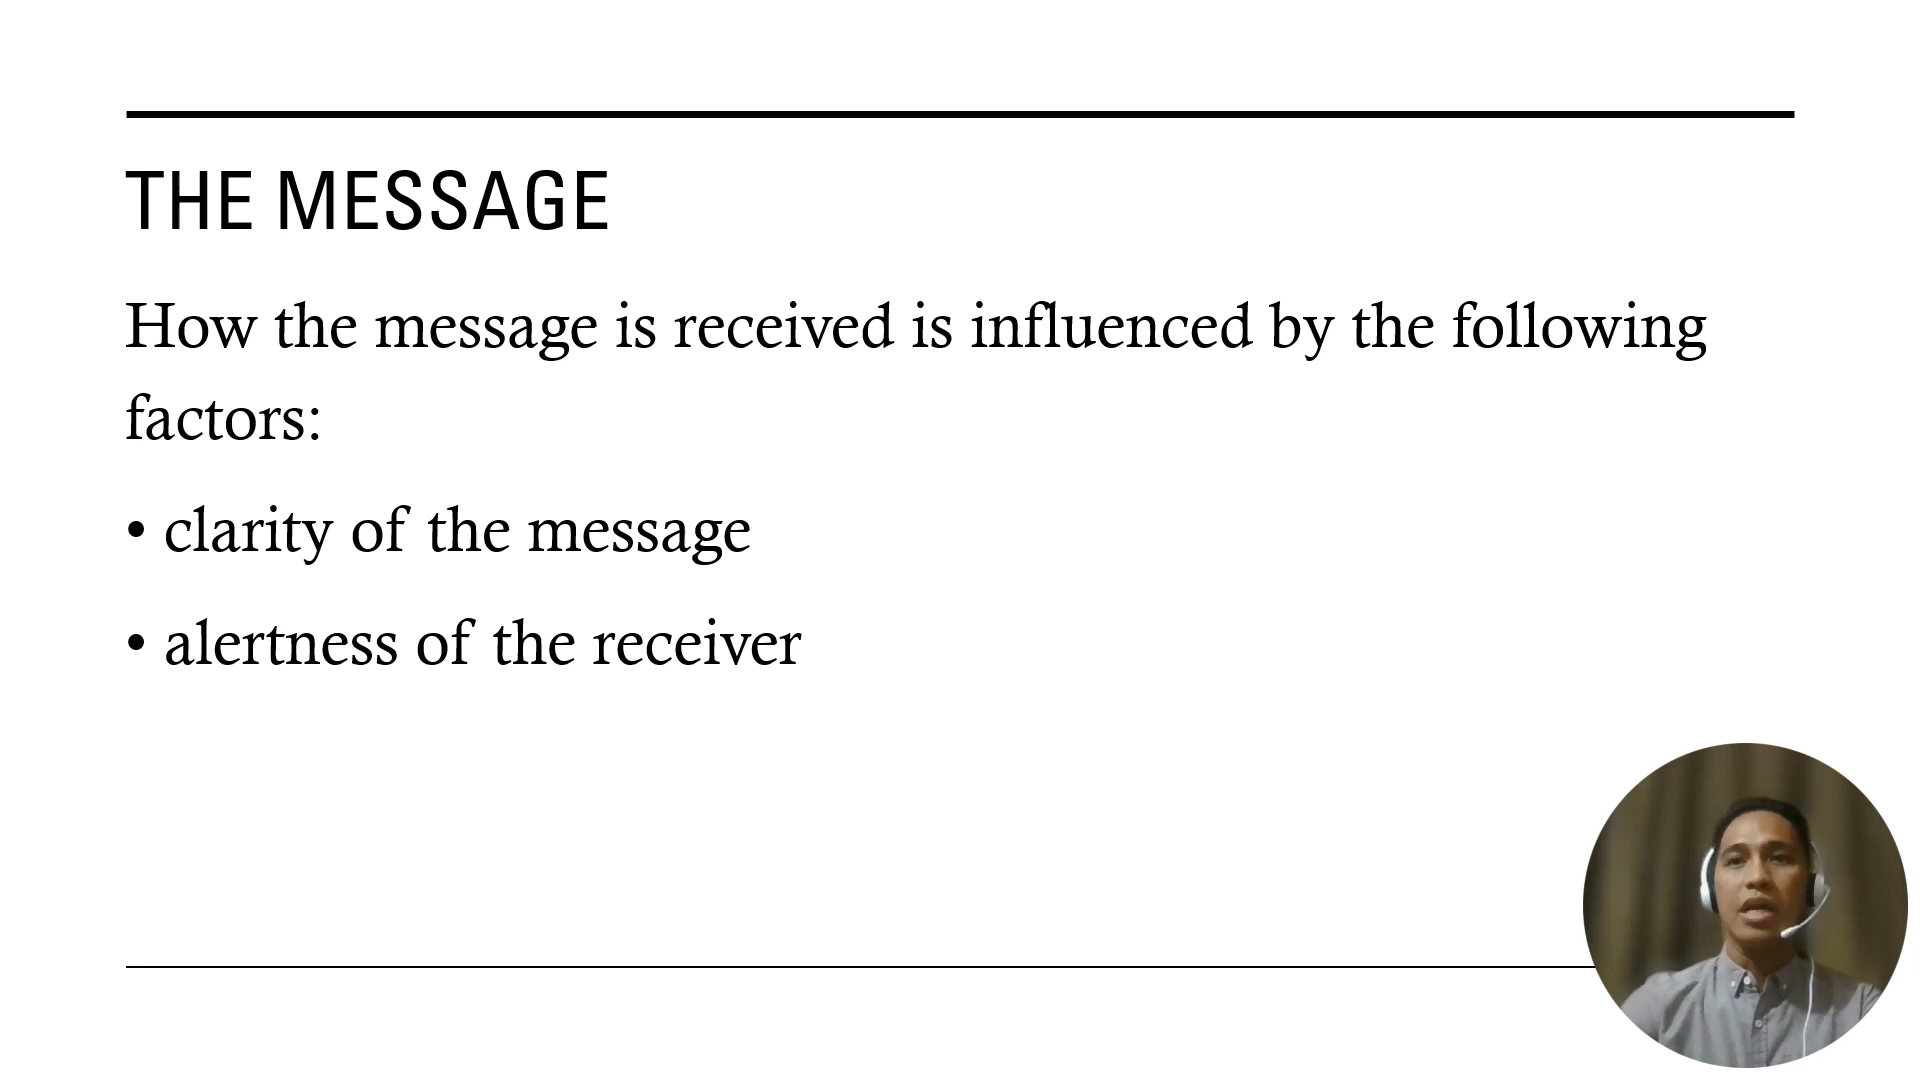 THE MESSAGE
How the message is received is influenced by the following
factors:
• clarity of the message
• alertness of the receiver